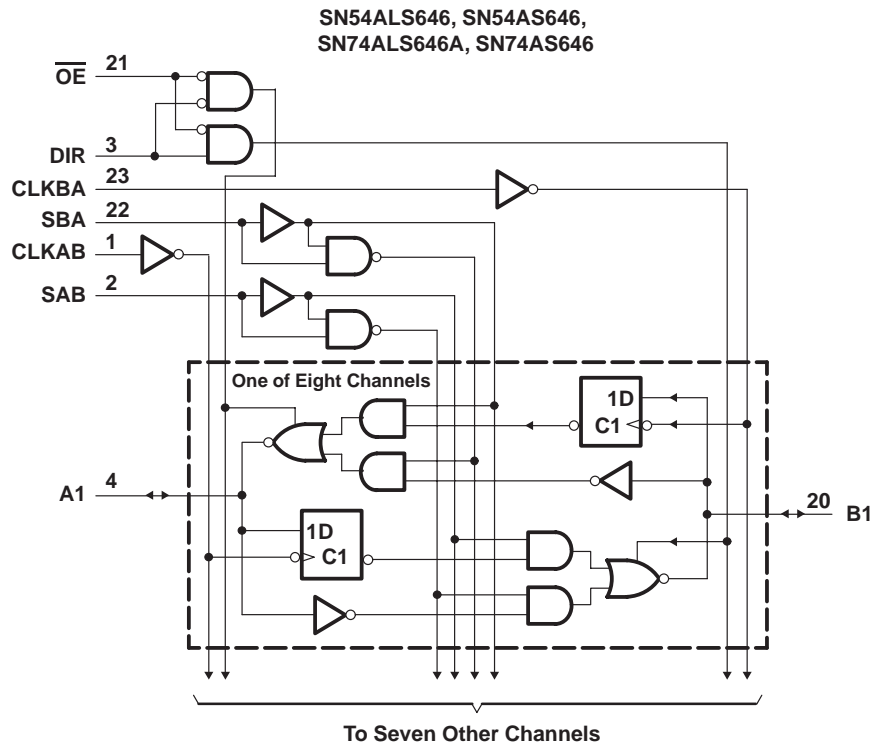 SN54ALS646, SN54AS646,
SN74ALS646A, SN74AS646
OE 21
DIR 3
CLKBA 23
SBA 22
CLKAB 1
SAB 2
One of Eight Channels
1D
C1
A1 4
20 B1
1D
C1
To Seven Other Channels